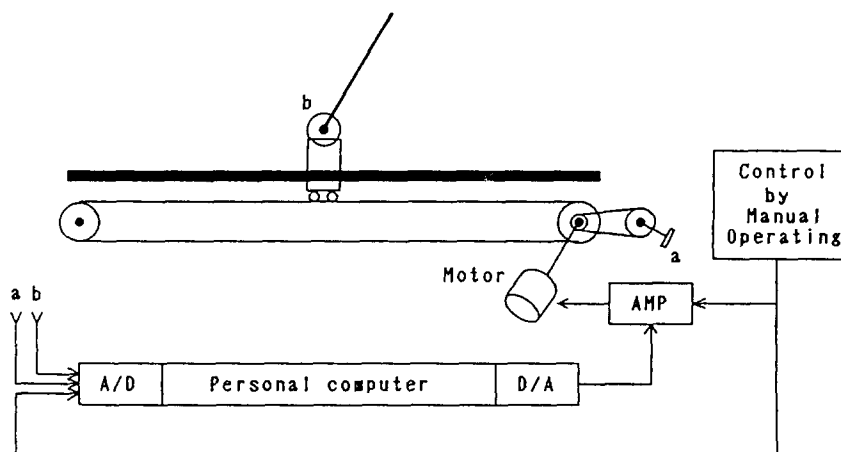 b
Control
by
Manual
Operating
a
Motor
a b
AMP
A/D Personal computer D/A